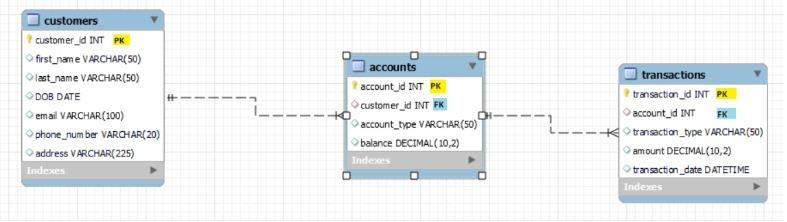 customers
customer_id INT PK
first_name VARCHAR(50)
last_name VARCHAR(50)
DOB DATE
email VARCHAR(100)
phone_number VARCHAR(20)
address VARCHAR(225)
Indexes
accounts
account_id INT PK
customer_id INT FK
account_type VARCHAR(50)
balance DECIMAL(10,2)
Indexes
transactions
transaction_id INT PK
account_id INT FK
transaction_type VARCHAR(50)
amount DECIMAL(10,2)
transaction_date DATETIME
Indexes